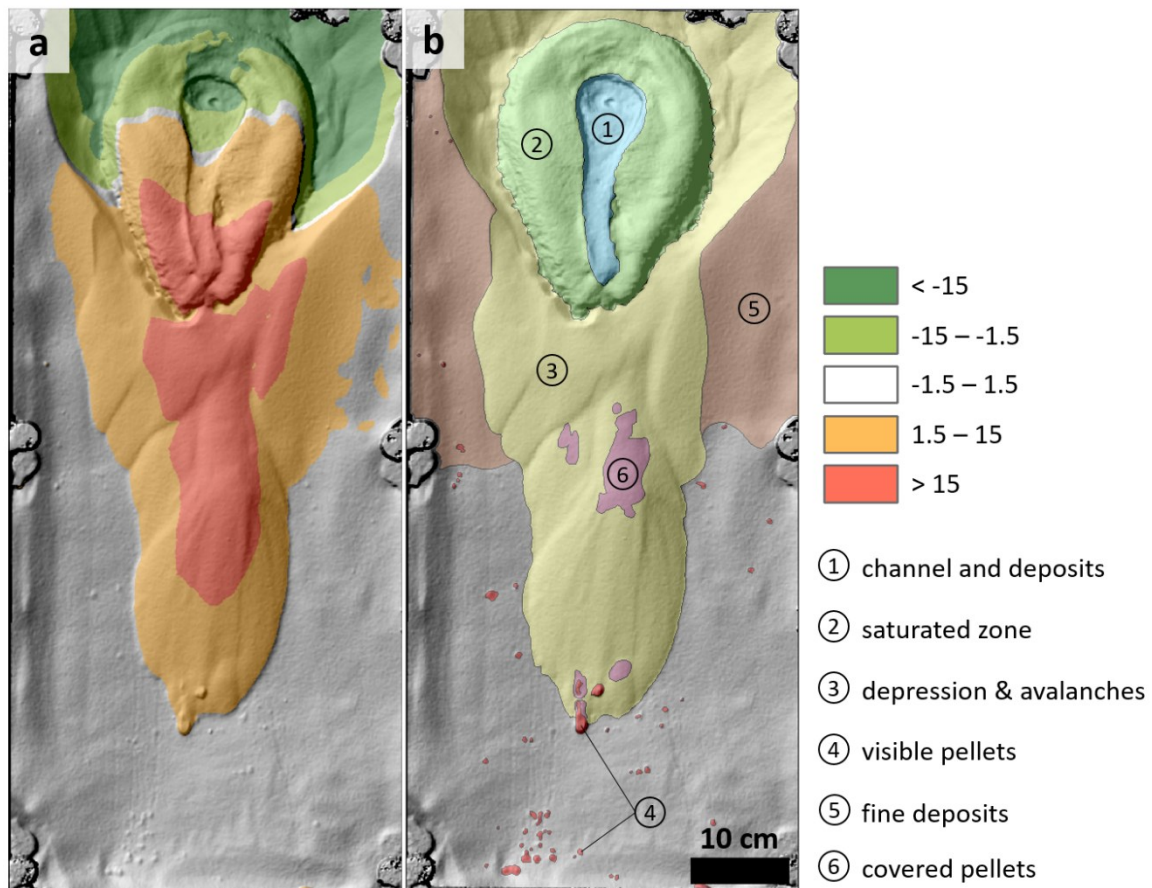 a
b
1
2
3
4
5
6
10 cm
< -15
-15 – -1.5
-1.5 – 1.5
1.5 – 15
> 15
1 channel and deposits
2 saturated zone
3 depression & avalanches
4 visible pellets
5 fine deposits
6 covered pellets